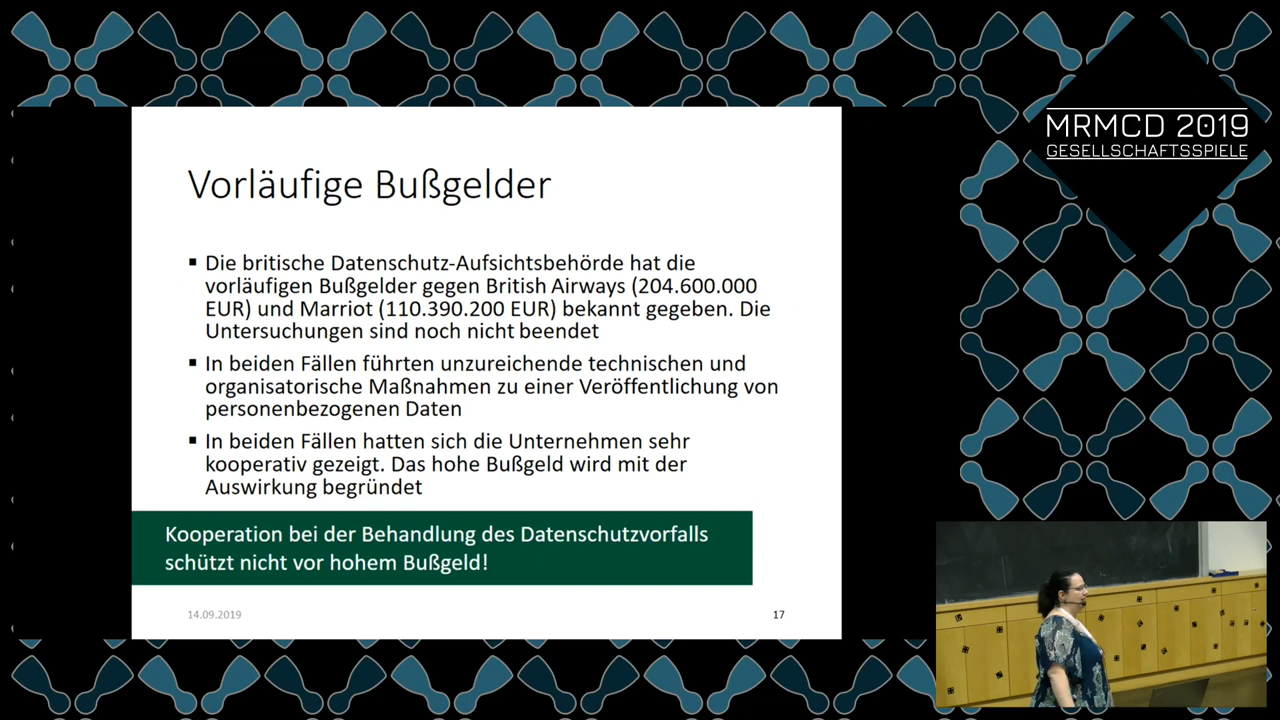 MRMCD 2019
GESELLSCHAFTSSPIELE
Vorläufige Bußgelder
▪ Die britische Datenschutz-Aufsichtsbehörde hat die
vorläufigen Bußgelder gegen British Airways (204.600.000
EUR) und Marriot (110.390.200 EUR) bekannt gegeben. Die
Untersuchungen sind noch nicht beendet
▪ In beiden Fällen führten unzureichende technischen und
organisatorische Maßnahmen zu einer Veröffentlichung von
personenbezogenen Daten
▪ In beiden Fällen hatten sich die Unternehmen sehr
kooperativ gezeigt. Das hohe Bußgeld wird mit der
Auswirkung begründet
Kooperation bei der Behandlung des Datenschutzvorfalls
schützt nicht vor hohem Bußgeld!
14.09.2019
17